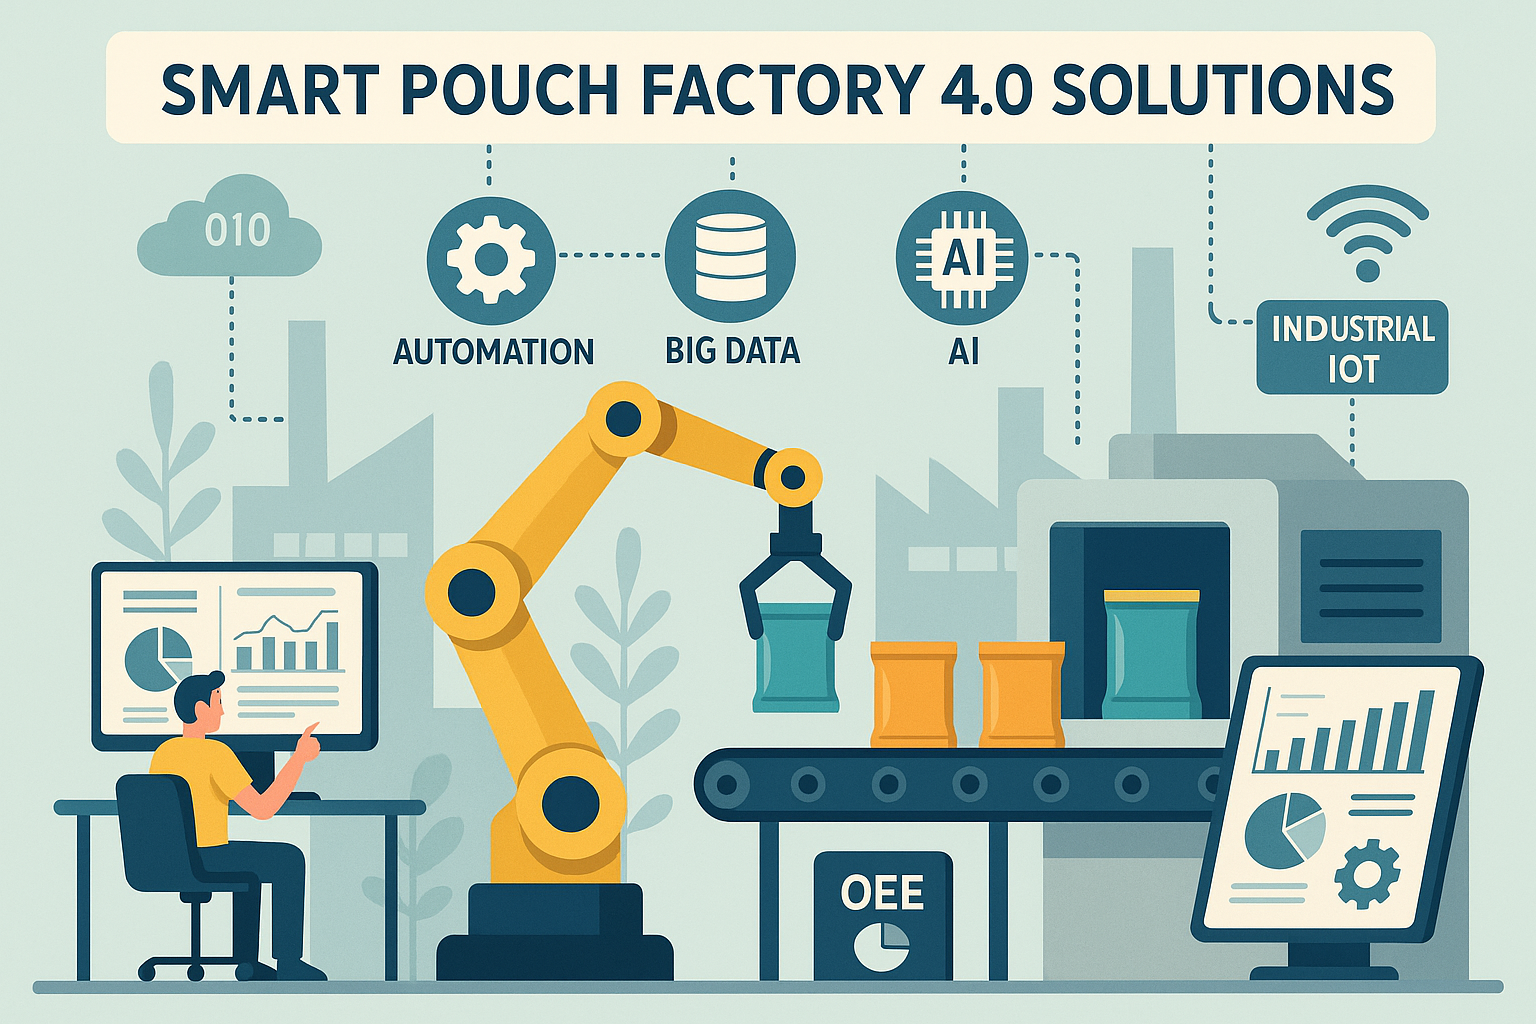 SMART POUCH FACTORY 4.0 SOLUTIONS
010
AUTOMATION
BIG DATA
AI
AI
INDUSTRIAL
IOT
OEE